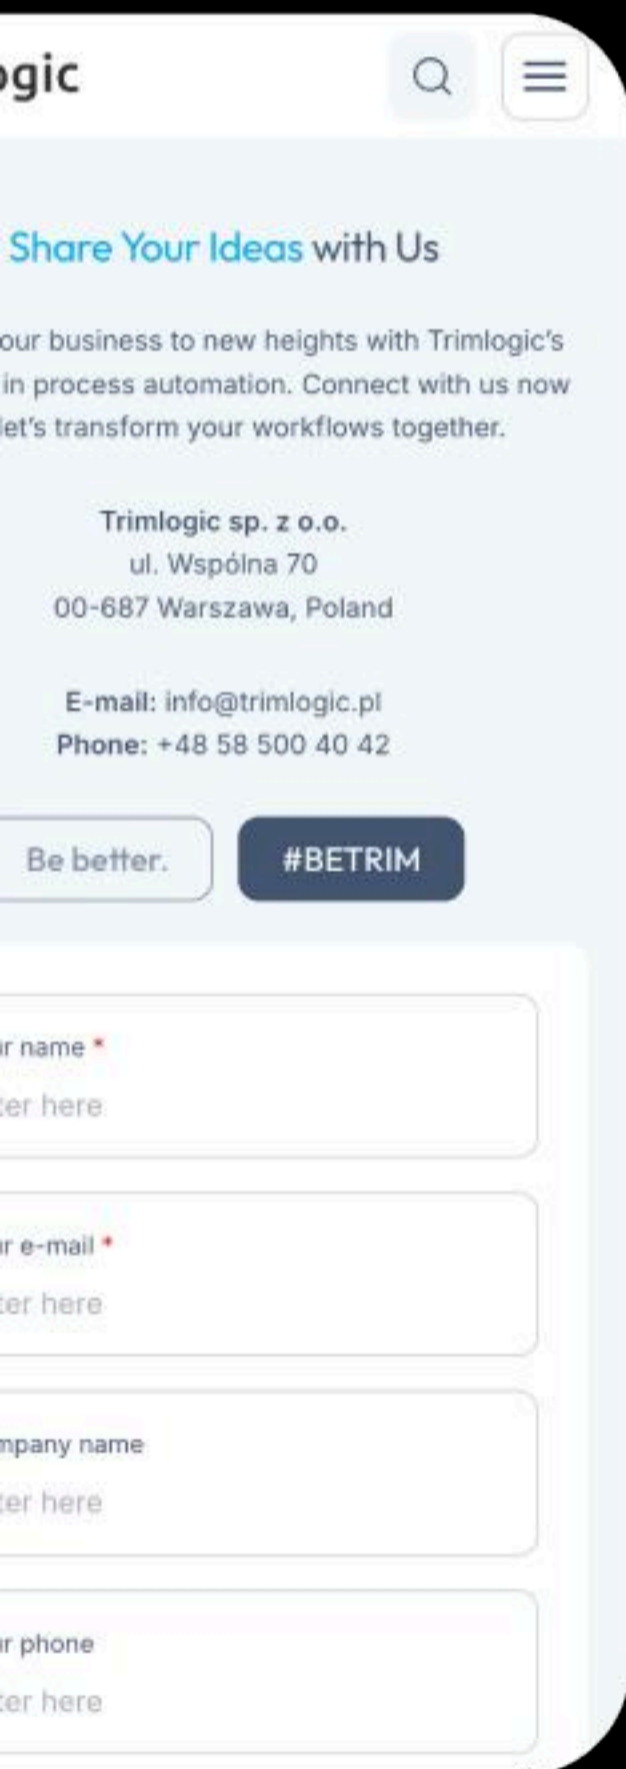 ogic
Share Your Ideas with Us
our business to new heights with Trimlogic’s
in process automation. Connect with us now
let’s transform your workflows together.
Trimlogic sp. z o.o.
ul. Wspólna 70
00-687 Warszawa, Poland
E-mail: info@trimlogic.pl
Phone: +48 58 500 40 42
Be better. #BETRIM
ur name *
ter here
ur e-mail *
ter here
mpany name
ter here
ur phone
ter here